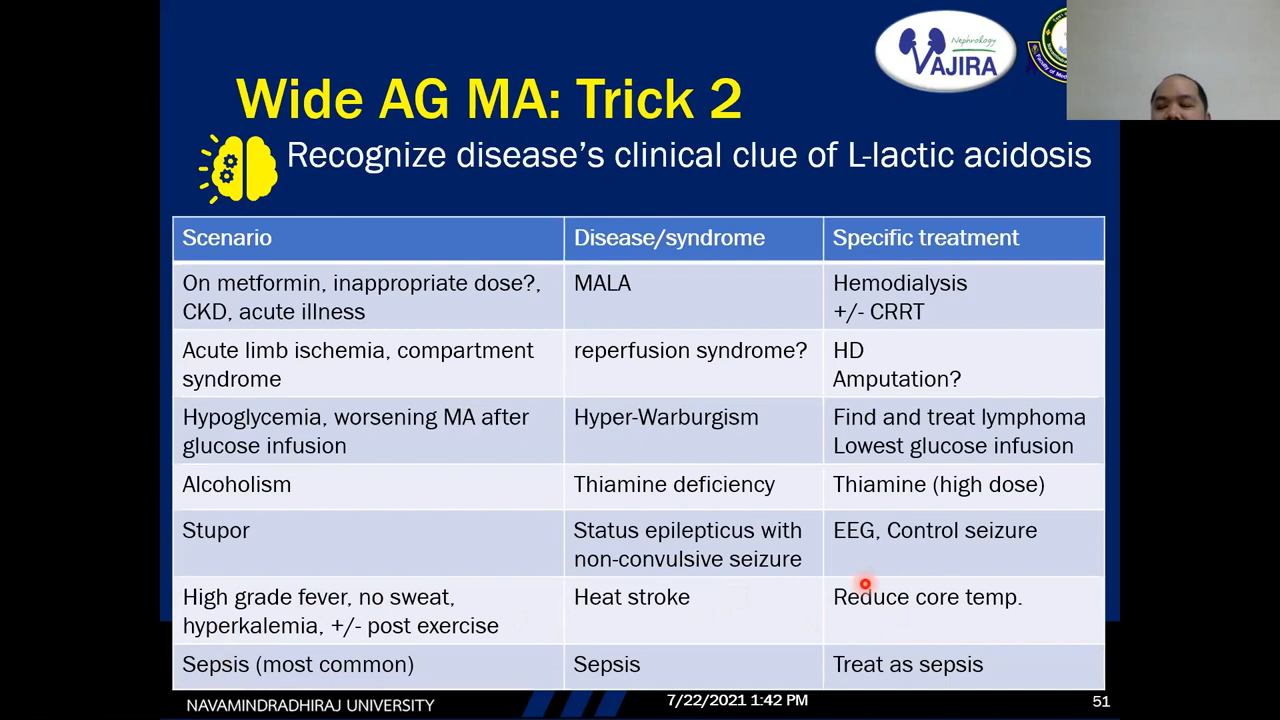 Nephrology
VAJIRA
Wide AG MA: Trick 2
Recognize disease's clinical clue of L-lactic acidosis
Scenario
Disease/syndrome
Specific treatment
On metformin, inappropriate dose?,
CKD, acute illness
MALA
Hemodialysis
+/- CRRT
Acute limb ischemia, compartment
syndrome
reperfusion syndrome?
HD
Amputation?
Hypoglycemia, worsening MA after
glucose infusion
Hyper-Warburgism
Find and treat lymphoma
Lowest glucose infusion
Alcoholism
Thiamine deficiency
Thiamine (high dose)
Stupor
Status epilepticus with
non-convulsive seizure
EEG, Control seizure
High grade fever, no sweat,
hyperkalemia, +/- post exercise
Heat stroke
Reduce core temp.
Sepsis (most common)
Sepsis
Treat as sepsis
NAVAMINDRADHIRAJ UNIVERSITY
7/22/2021 1:42 PM
51